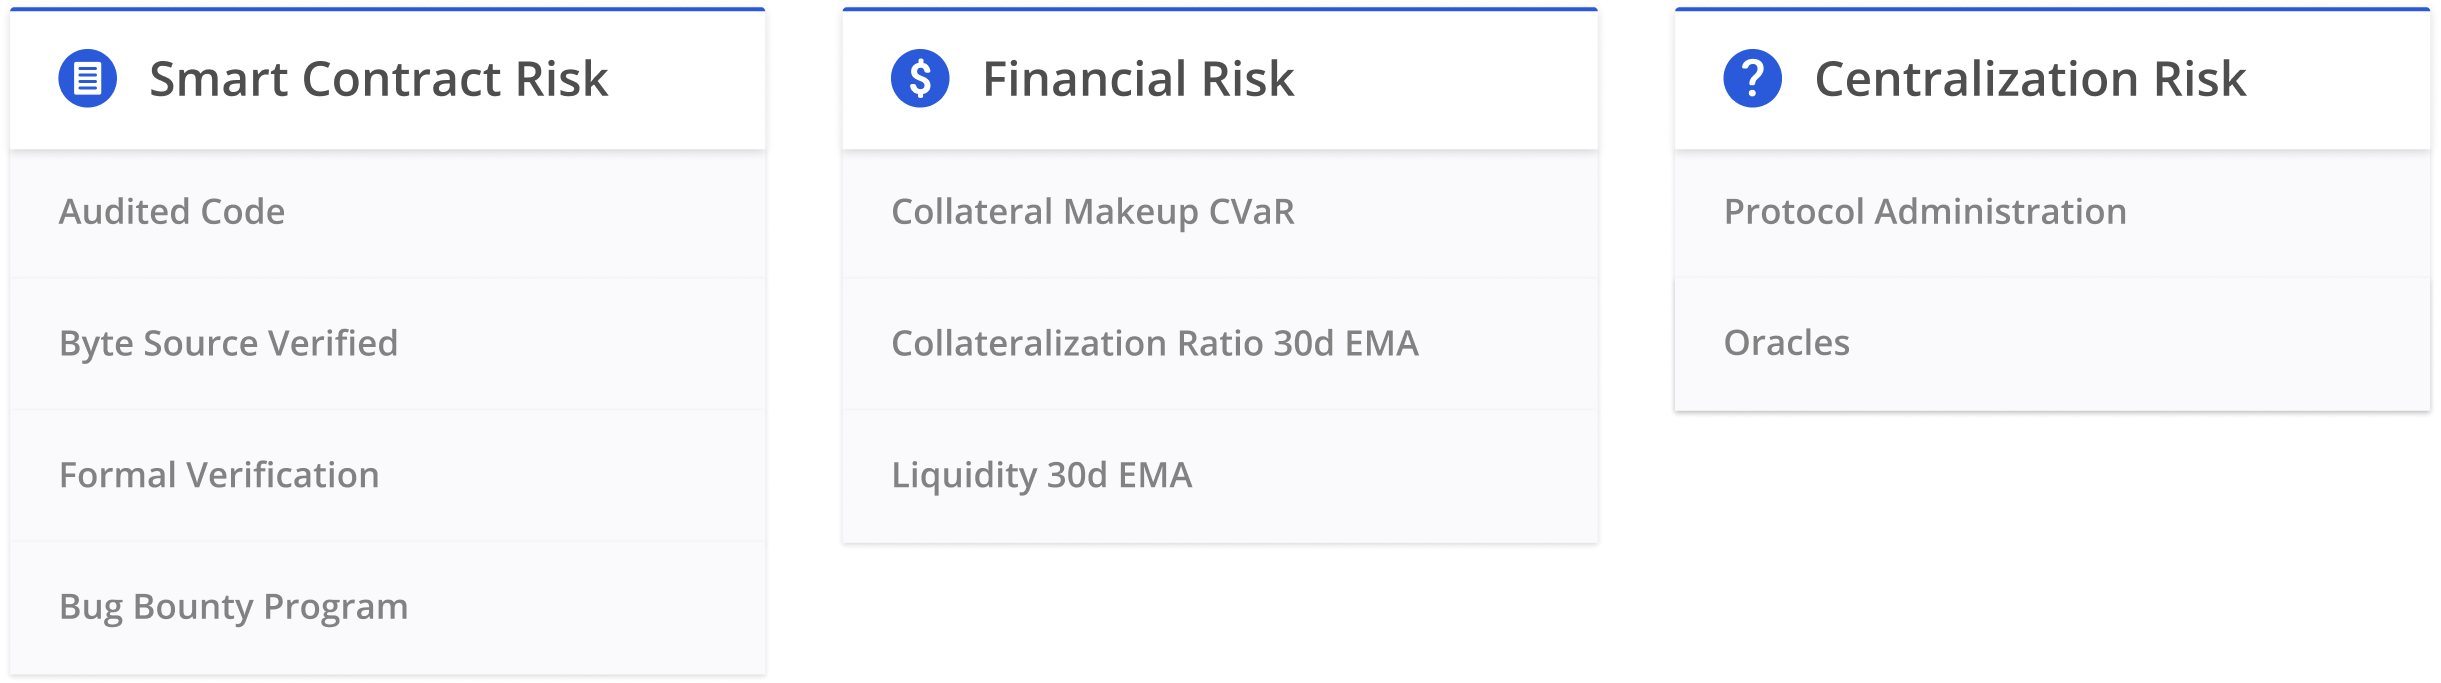 Smart Contract Risk
Audited Code
Byte Source Verified
Formal Verification
Bug Bounty Program
Financial Risk
Collateral Makeup CVaR
Collateralization Ratio 30d EMA
Liquidity 30d EMA
Centralization Risk
Protocol Administration
Oracles